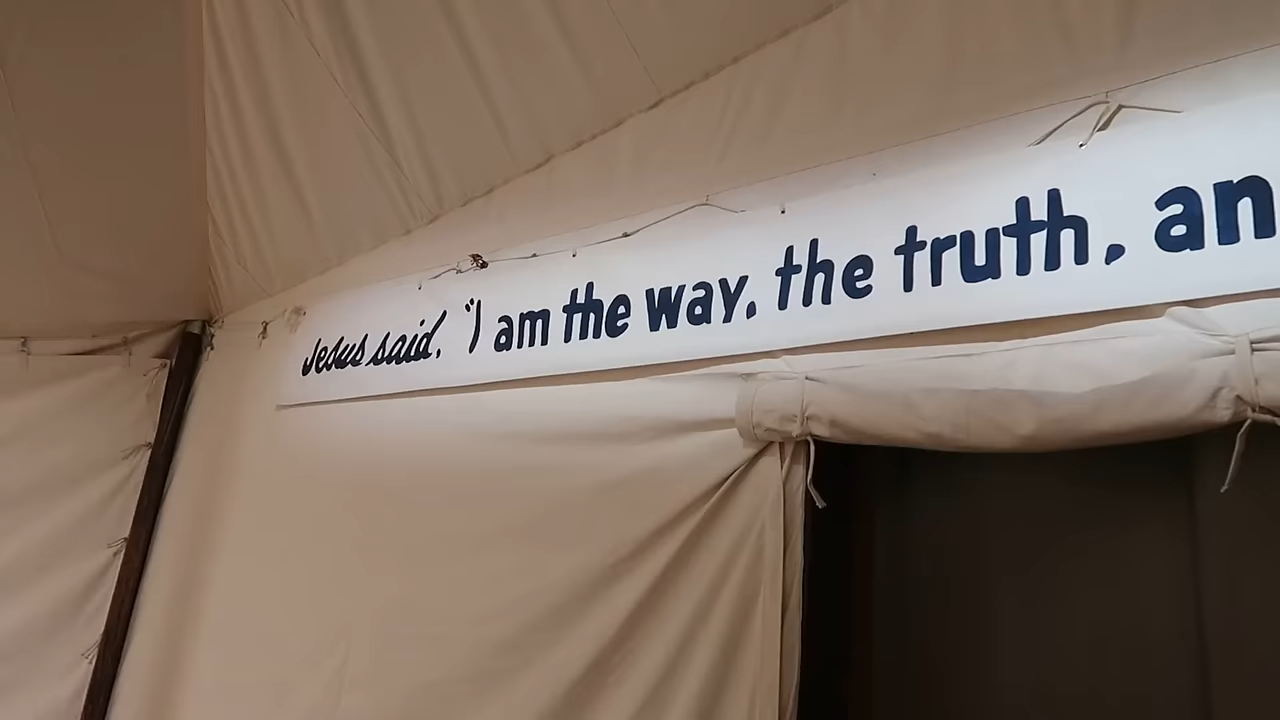 Jesus said, "I am the way, the truth, an